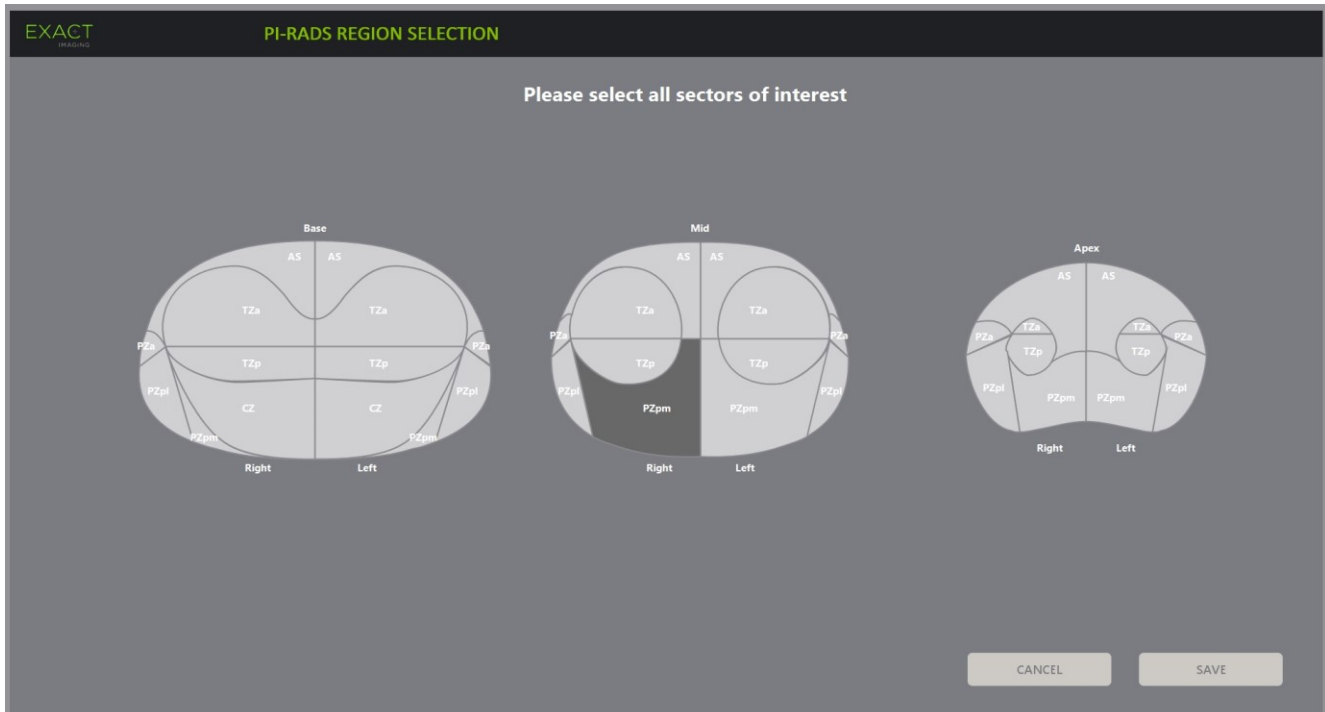 EXACT
IMAGING
PI-RADS REGION SELECTION
Please select all sectors of interest
Base
AS AS
TZa TZa
PZa PZa
TZp TZp
PZpl PZpl
CZ CZ
PZpm PZpm
Right Left
Mid
AS AS
TZa TZa
PZa PZa
TZp TZp
PZpl PZpl
PZpm PZpm
Right Left
Apex
AS AS
TZa TZa
PZa PZa
TZp TZp
PZpl PZpl
PZpm PZpm
Right Left
CANCEL SAVE